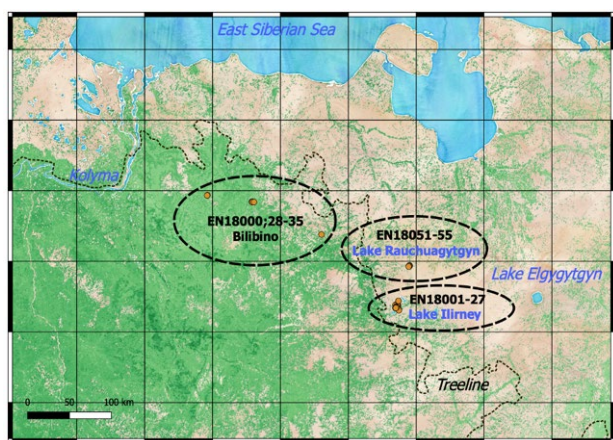 East Siberian Sea
Kolyma
EN18000;28-35
Bilibino
EN18051-55
Lake Rauchuagytgyn
Lake Elgygytgyn
EN18001-27
Lake Ilirney
Treeline
0 50 100 km